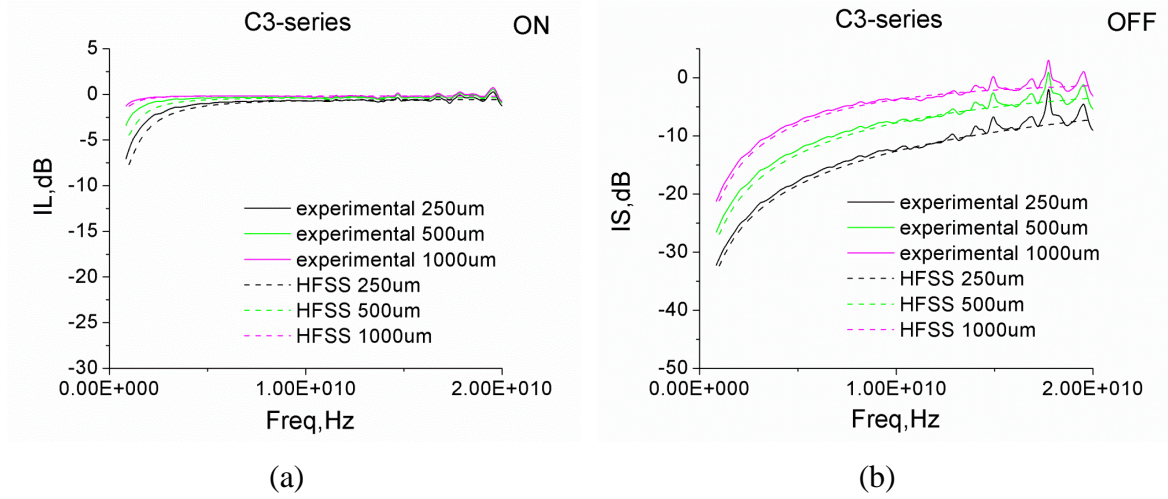 C3-series
ON
5
0
-5
-10
-15
-20
-25
-30
IL,dB
experimental 250um
experimental 500um
experimental 1000um
HFSS 250um
HFSS 500um
HFSS 1000um
0.00E+000
1.00E+010
2.00E+010
Freq,Hz
(a)
C3-series
OFF
0
-10
-20
-30
-40
-50
IS,dB
experimental 250um
experimental 500um
experimental 1000um
HFSS 250um
HFSS 500um
HFSS 1000um
0.00E+000
1.00E+010
2.00E+010
Freq,Hz
(b)